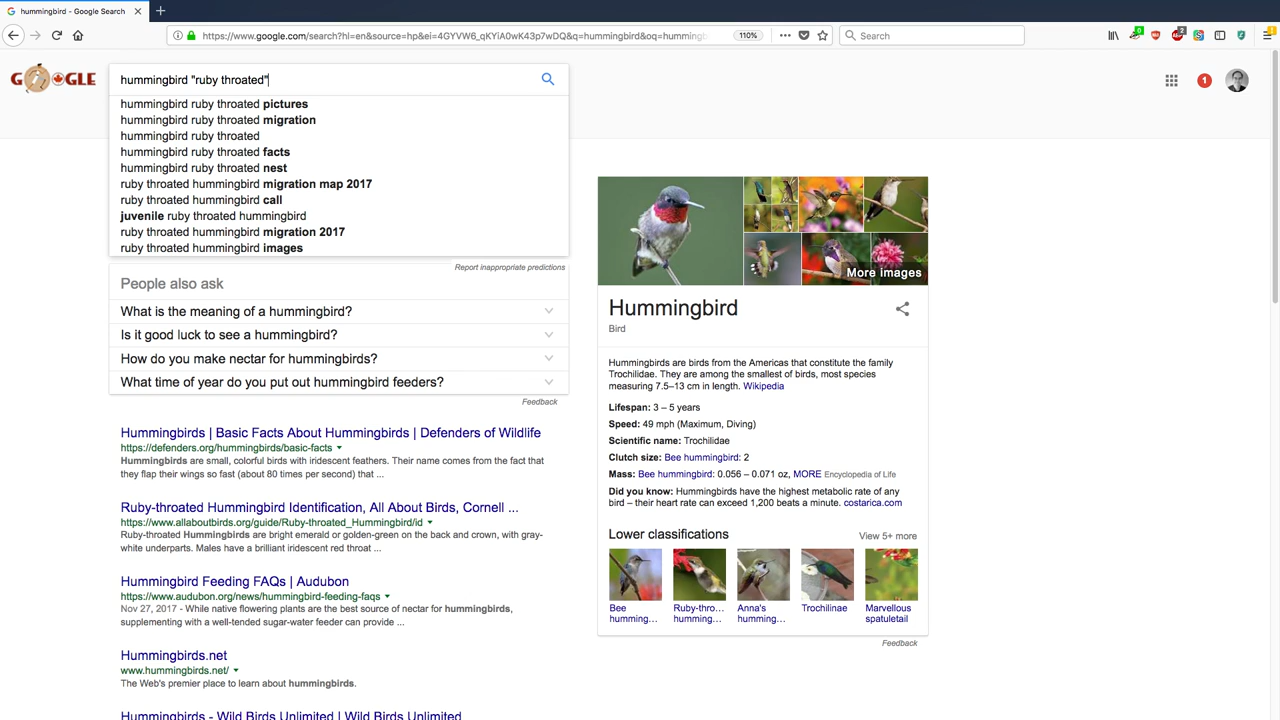 hummingbird - Google Search
https://www.google.com/search?hl=en&source=hp&ei=4GYVW6_qKYiA0wK43p7wDQ&q=hummingbird&oq=hummingb
110%
Search
0
2
1
GOOGLE
hummingbird "ruby throated"
1
hummingbird ruby throated pictures
hummingbird ruby throated migration
hummingbird ruby throated
hummingbird ruby throated facts
hummingbird ruby throated nest
ruby throated hummingbird migration map 2017
ruby throated hummingbird call
juvenile ruby throated hummingbird
ruby throated hummingbird migration 2017
ruby throated hummingbird images
Report inappropriate predictions
People also ask
What is the meaning of a hummingbird?
Is it good luck to see a hummingbird?
How do you make nectar for hummingbirds?
What time of year do you put out hummingbird feeders?
Feedback
Hummingbirds | Basic Facts About Hummingbirds | Defenders of Wildlife
https://defenders.org/hummingbirds/basic-facts
Hummingbirds are small, colorful birds with iridescent feathers. Their name comes from the fact that
they flap their wings so fast (about 80 times per second) that ...
Ruby-throated Hummingbird Identification, All About Birds, Cornell ...
https://www.allaboutbirds.org/guide/Ruby-throated_Hummingbird/id
Ruby-throated Hummingbirds are bright emerald or golden-green on the back and crown, with gray-
white underparts. Males have a brilliant iridescent red throat ...
Hummingbird Feeding FAQs | Audubon
https://www.audubon.org/news/hummingbird-feeding-faqs
Nov 27, 2017 - While native flowering plants are the best source of nectar for hummingbirds,
supplementing with a well-tended sugar-water feeder can provide ...
Hummingbirds.net
www.hummingbirds.net/
The Web's premier place to learn about hummingbirds.
Hummingbirds - Wild Birds Unlimited | Wild Birds Unlimited
More images
Hummingbird
Bird
Hummingbirds are birds from the Americas that constitute the family
Trochilidae. They are among the smallest of birds, most species
measuring 7.5–13 cm in length. Wikipedia
Lifespan: 3 – 5 years
Speed: 49 mph (Maximum, Diving)
Scientific name: Trochilidae
Clutch size: Bee hummingbird: 2
Mass: Bee hummingbird: 0.056 – 0.071 oz, MORE Encyclopedia of Life
Did you know: Hummingbirds have the highest metabolic rate of any
bird – their heart rate can exceed 1,200 beats a minute. costarica.com
Lower classifications
View 5+ more
Bee
humming...
Ruby-thro...
humming...
Anna's
humming...
Trochilinae
Marvellous
spatuletail
Feedback